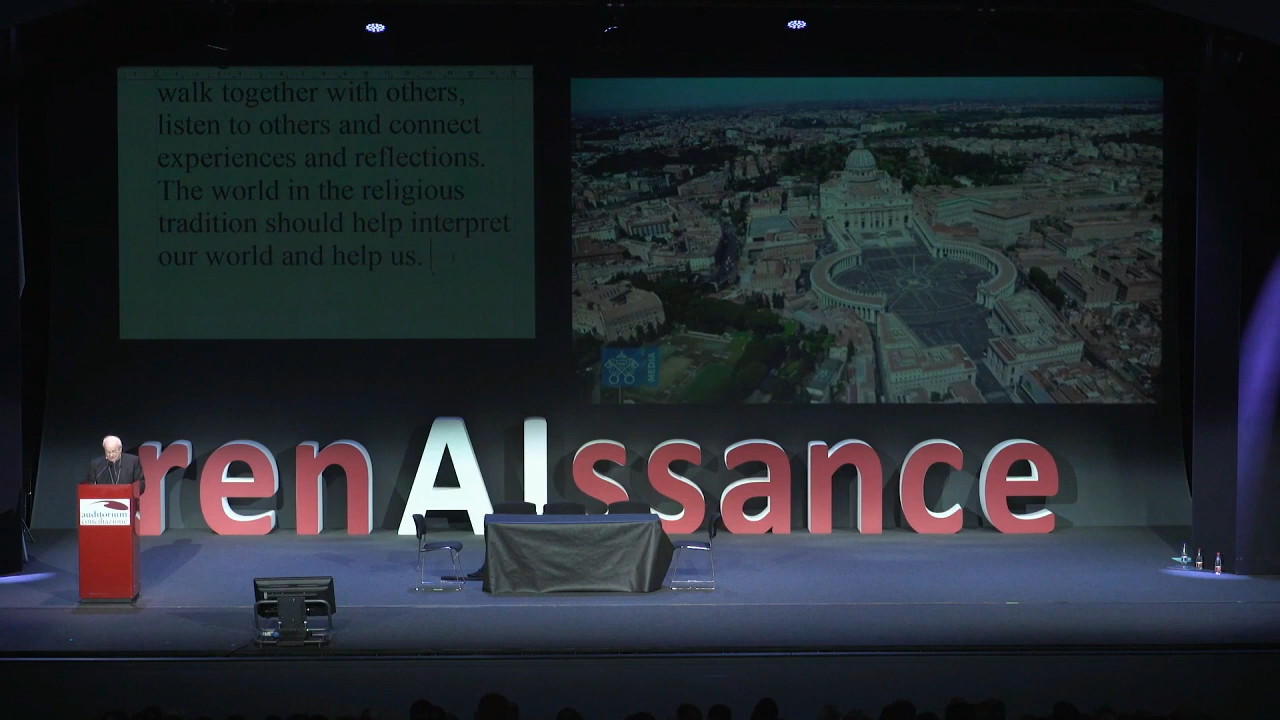 walk together with others,
listen to others and connect
experiences and reflections.
The world in the religious
tradition should help interpret
our world and help us.
MEDIA
renAIssance
auditorium
conciliazione